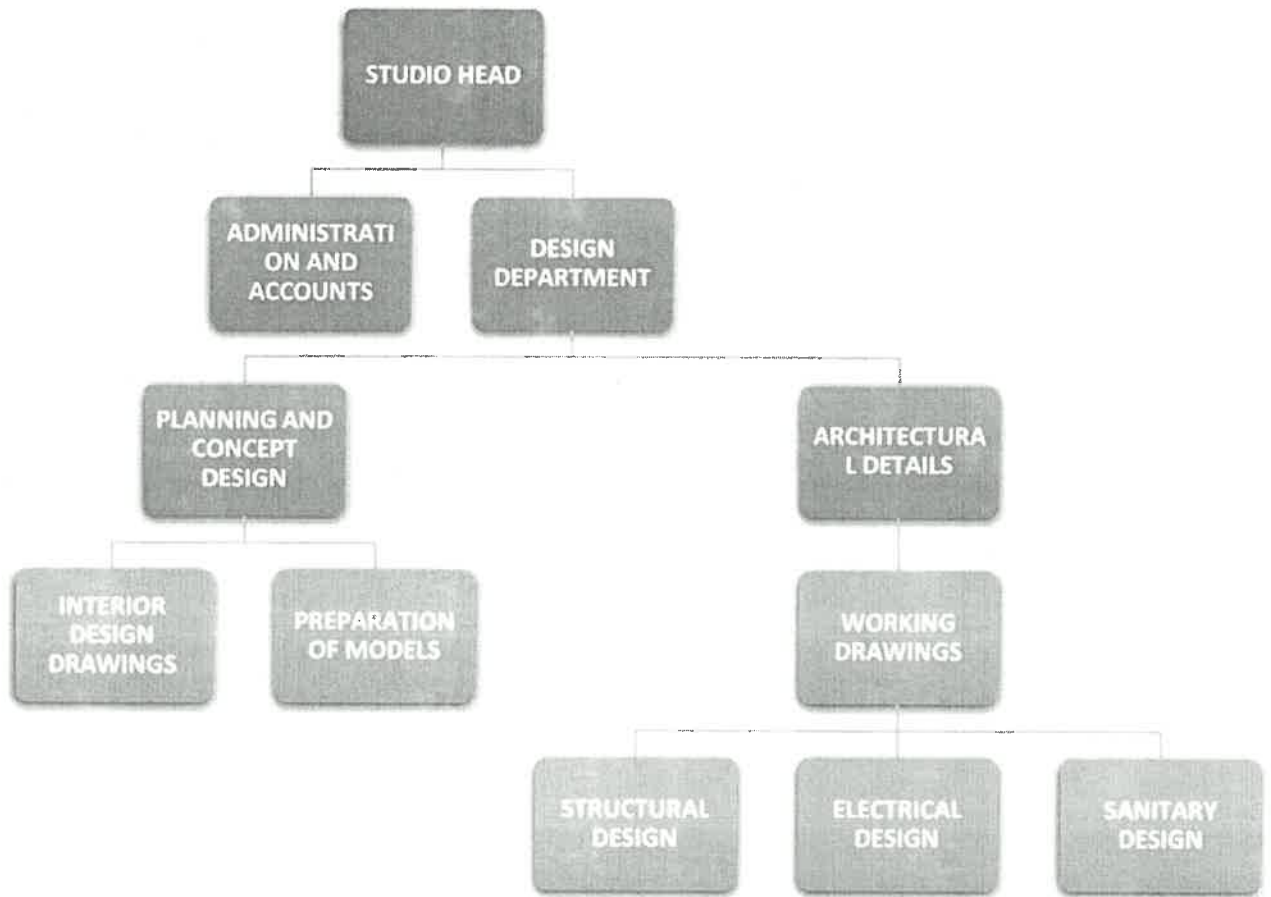 STUDIO HEAD
ADMINISTRATI
ON AND
ACCOUNTS
DESIGN
DEPARTMENT
PLANNING AND
CONCEPT
DESIGN
ARCHITECTURA
L DETAILS
INTERIOR
DESIGN
DRAWINGS
PREPARATION
OF MODELS
WORKING
DRAWINGS
STRUCTURAL
DESIGN
ELECTRICAL
DESIGN
SANITARY
DESIGN